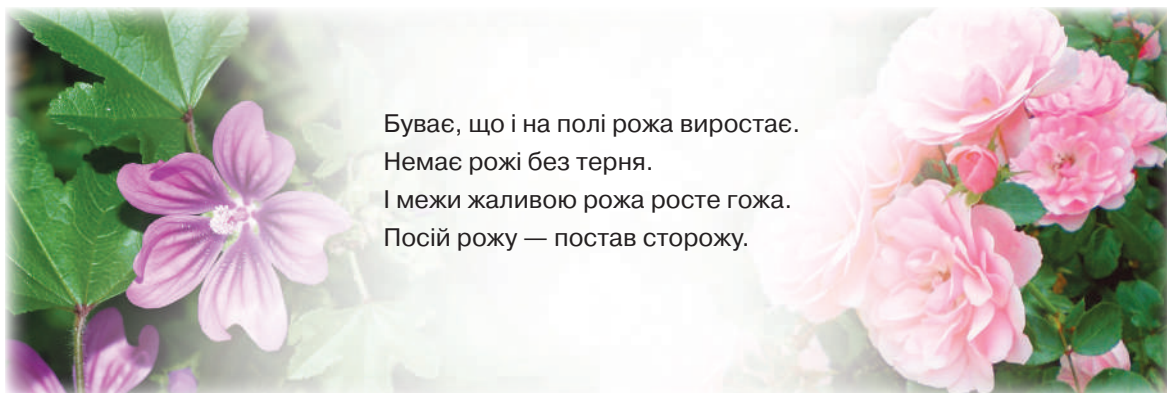 Буває, що і на полі рожа виростає.
Немає рожі без терня.
І межи жаливою рожа росте гожа.
Посій рожу — постав сторожу.